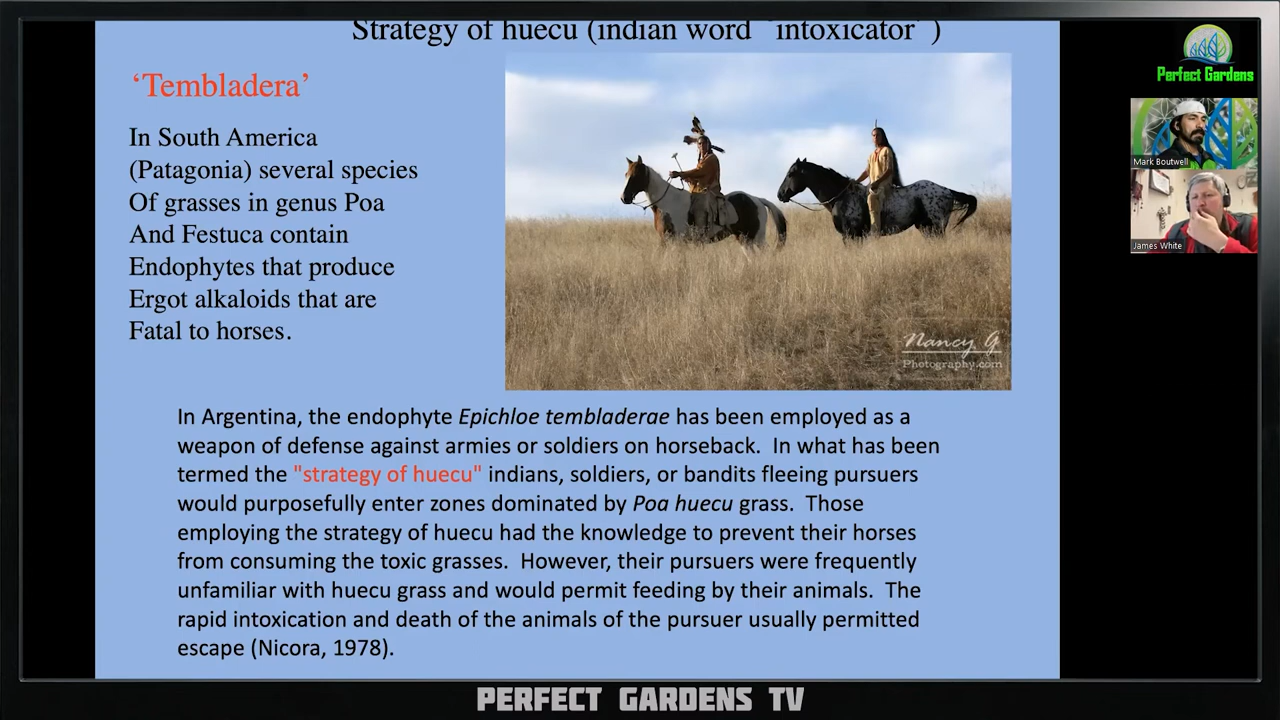 Strategy of huecu (indian word 'intoxicator' )
'Tembladera'
In South America
(Patagonia) several species
Of grasses in genus Poa
And Festuca contain
Endophytes that produce
Ergot alkaloids that are
Fatal to horses.
Nancy G
Photography.com
In Argentina, the endophyte Epichloe tembladerae has been employed as a
weapon of defense against armies or soldiers on horseback. In what has been
termed the "strategy of huecu" indians, soldiers, or bandits fleeing pursuers
would purposefully enter zones dominated by Poa huecu grass. Those
employing the strategy of huecu had the knowledge to prevent their horses
from consuming the toxic grasses. However, their pursuers were frequently
unfamiliar with huecu grass and would permit feeding by their animals. The
rapid intoxication and death of the animals of the pursuer usually permitted
escape (Nicora, 1978).
Perfect Gardens
Mark Boutwell
James White
PERFECT GARDENS TV